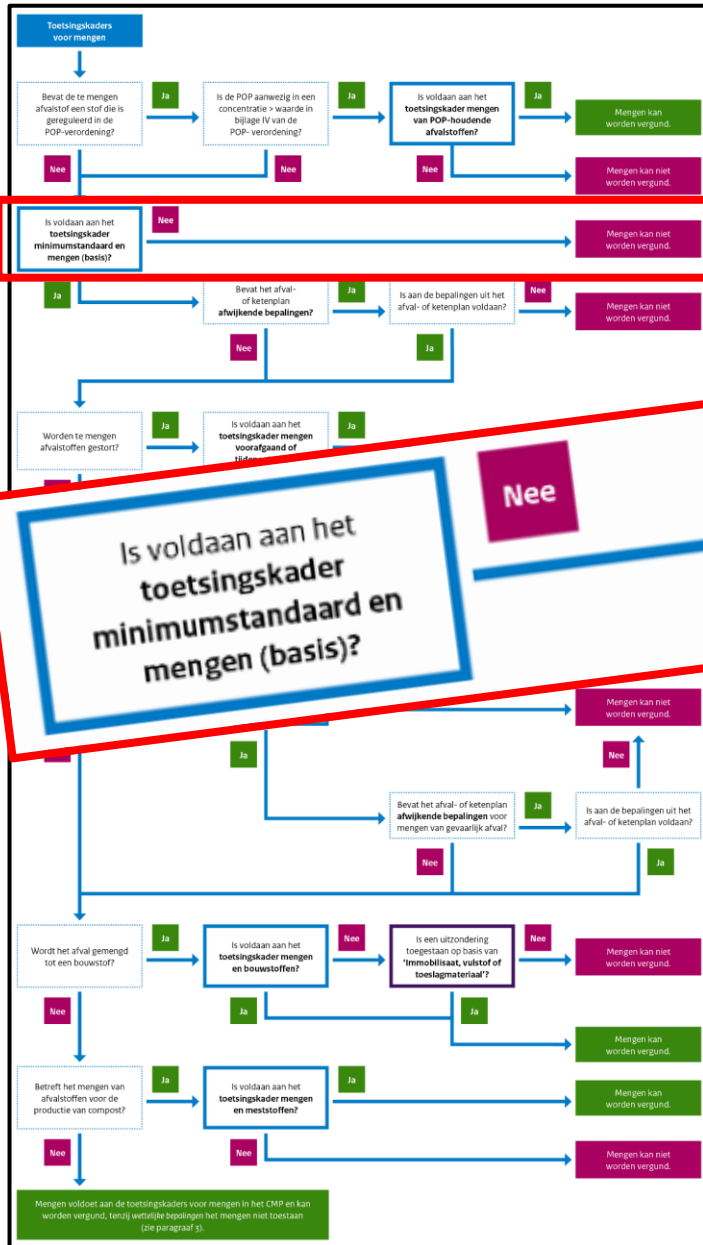 Toetsingskaders
voor mengen
Bevat de te mengen
afvalstof een stof die is
gereguleerd in de
POP-verordening?
Ja
Is de POP aanwezig in een
concentratie > waarde in
bijlage IV van de
POP- verordening?
Ja
Is voldaan aan het
toetsingskader mengen
van POP-houdende
afvalstoffen?
Ja
Mengen kan
worden vergund.
Nee
Nee
Nee
Mengen kan niet
worden vergund.
Is voldaan aan het
toetsingskader
minimumstandaard en
mengen (basis)?
Nee
Mengen kan niet
worden vergund.
Ja
Bevat het afval-
of ketenplan
afwijkende bepalingen?
Ja
Is aan de bepalingen uit het
afval- of ketenplan voldaan?
Nee
Mengen kan niet
worden vergund.
Nee
Ja
Worden te mengen
afvalstoffen gestort?
Ja
Is voldaan aan het
toetsingskader mengen
voorafgaand of
Is voldaan aan het
toetsingskader
minimumstandaard en
mengen (basis)?
Nee
Mengen kan niet
worden vergund.
Ja
Nee
Bevat het afval- of ketenplan
afwijkende bepalingen voor
mengen van gevaarlijk afval?
Ja
Is aan de bepalingen uit het
afval- of ketenplan voldaan?
Nee
Ja
Wordt het afval gemengd
tot een bouwstof?
Ja
Is voldaan aan het
toetsingskader mengen
en bouwstoffen?
Nee
Is een uitzondering
toegestaan op basis van
'Immobilisaat, vulstof of
toeslagmateriaal'?
Nee
Mengen kan niet
worden vergund.
Nee
Ja
Ja
Mengen kan
worden vergund.
Betreft het mengen van
afvalstoffen voor de
productie van compost?
Ja
Is voldaan aan het
toetsingskader mengen
en meststoffen?
Ja
Mengen kan
worden vergund.
Nee
Nee
Mengen kan niet
worden vergund.
Mengen voldoet aan de toetsingskaders voor mengen in het CMP en kan
worden vergund, tenzij wettelijke bepalingen het mengen niet toestaan
(zie paragraaf 3).